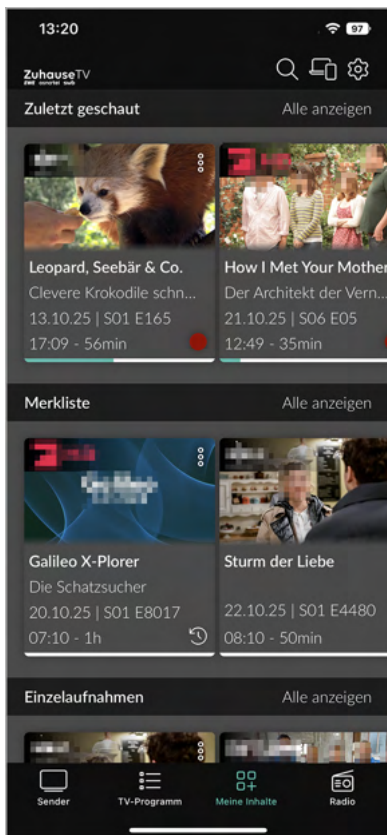 13:20
97
ZuhauseTV
Zuletzt geschaut
Alle anzeigen
Leopard, Seebär & Co.
Clevere Krokodile schn...
13.10.25 | S01 E165
17:09 - 56min
How I Met Your Mother
Der Architekt der Vern...
21.10.25 | S06 E05
12:49 - 35min
Merkliste
Alle anzeigen
Galileo X-Plorer
Die Schatzsucher
20.10.25 | S01 E8017
07:10 - 1h
Sturm der Liebe
22.10.25 | S01 E4480
08:10 - 50min
Einzelaufnahmen
Alle anzeigen
Sender
TV-Programm
Meine Inhalte
Radio